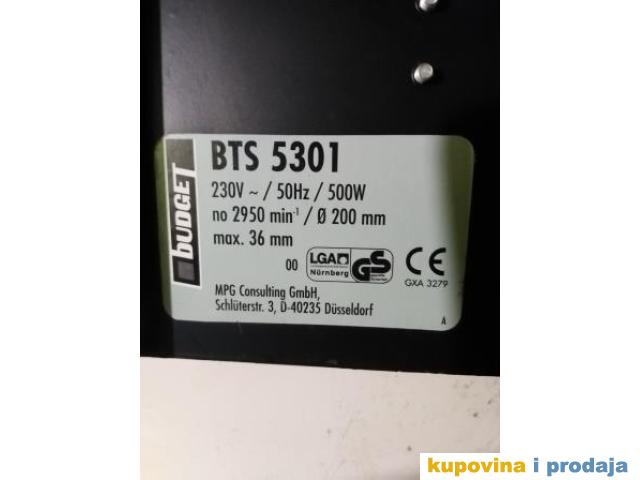 BUDGET
BTS 5301
230V ~ / 50Hz / 500W
no 2950 min⁻¹ / Ø 200 mm
max. 36 mm
00
LGA
Nürnberg
GS
CE
GXA 3279
MPG Consulting GmbH,
Schlüterstr. 3, D-40235 Düsseldorf
A
kupovina i prodaja